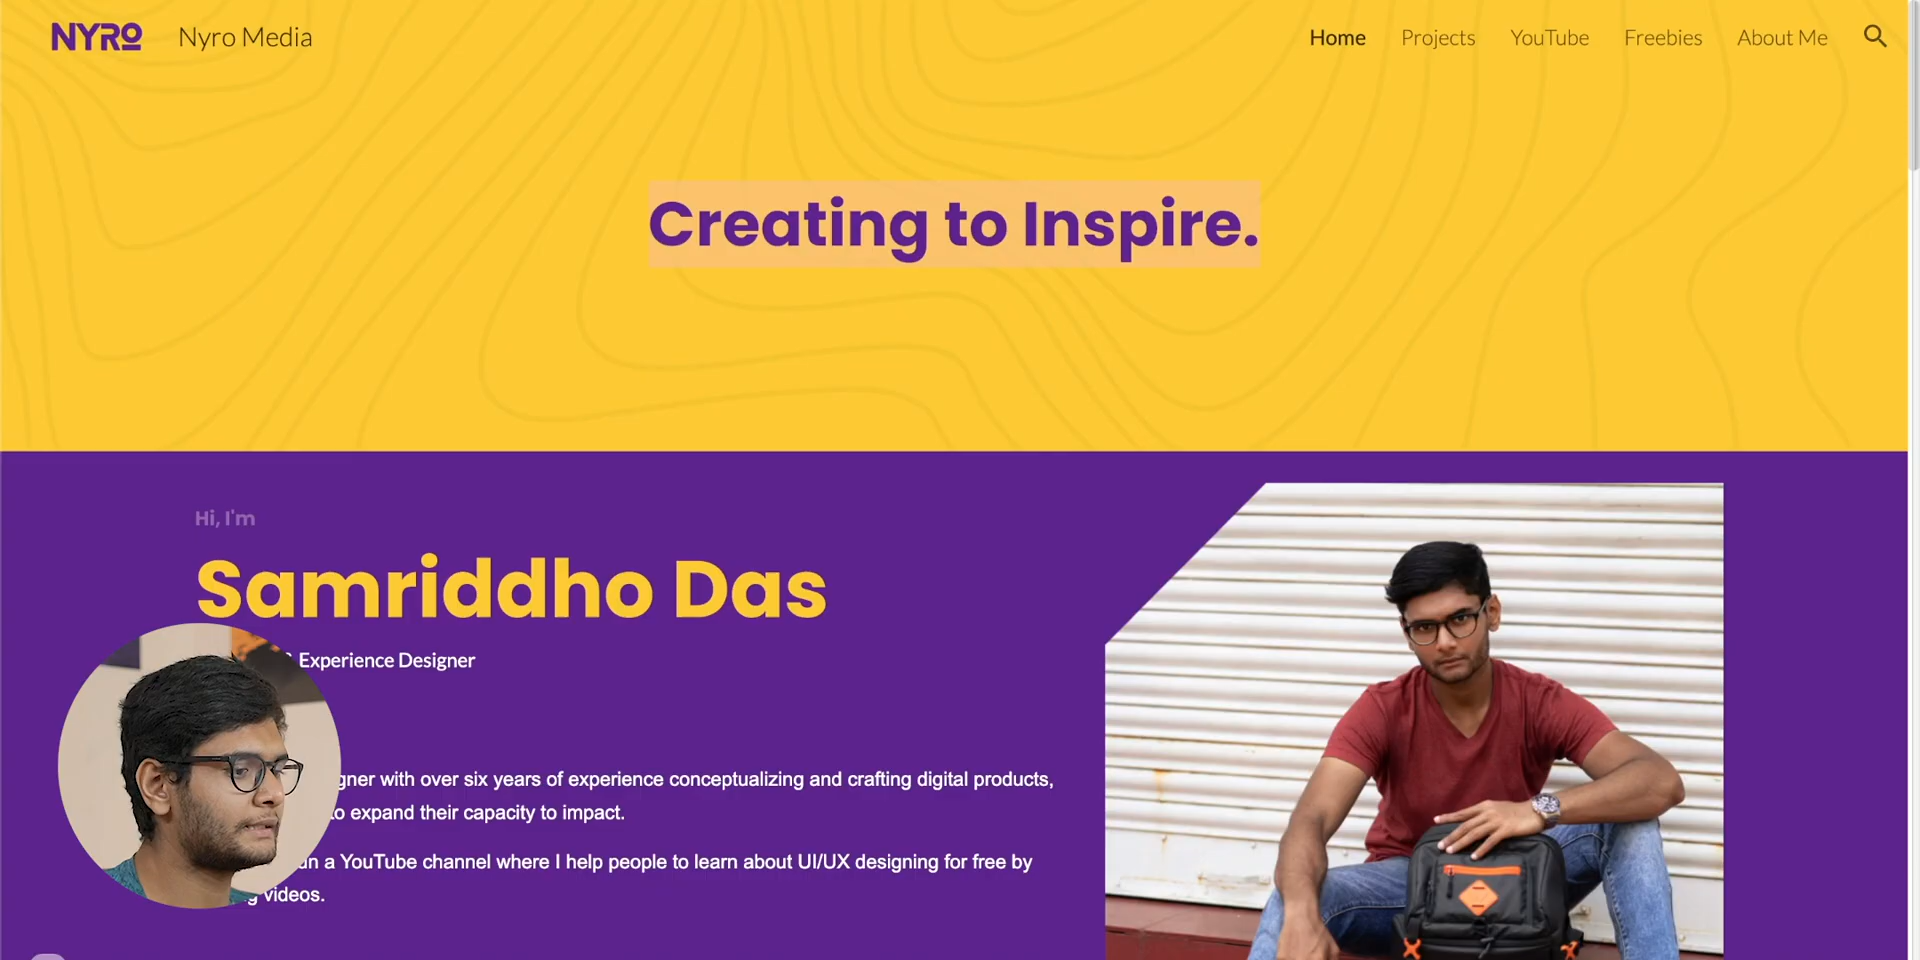 NYRO
Nyro Media
Home
Projects
YouTube
Freebies
About Me
Creating to Inspire.
Hi, I'm
Samriddho Das
Experience Designer
with over six years of experience conceptualizing and crafting digital products,
to expand their capacity to impact.
a YouTube channel where I help people to learn about UI/UX designing for free by
videos.